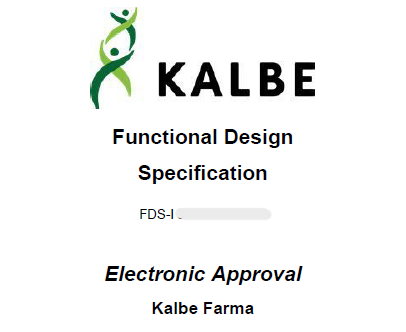 KALBE
Functional Design
Specification
FDS-I
Electronic Approval
Kalbe Farma